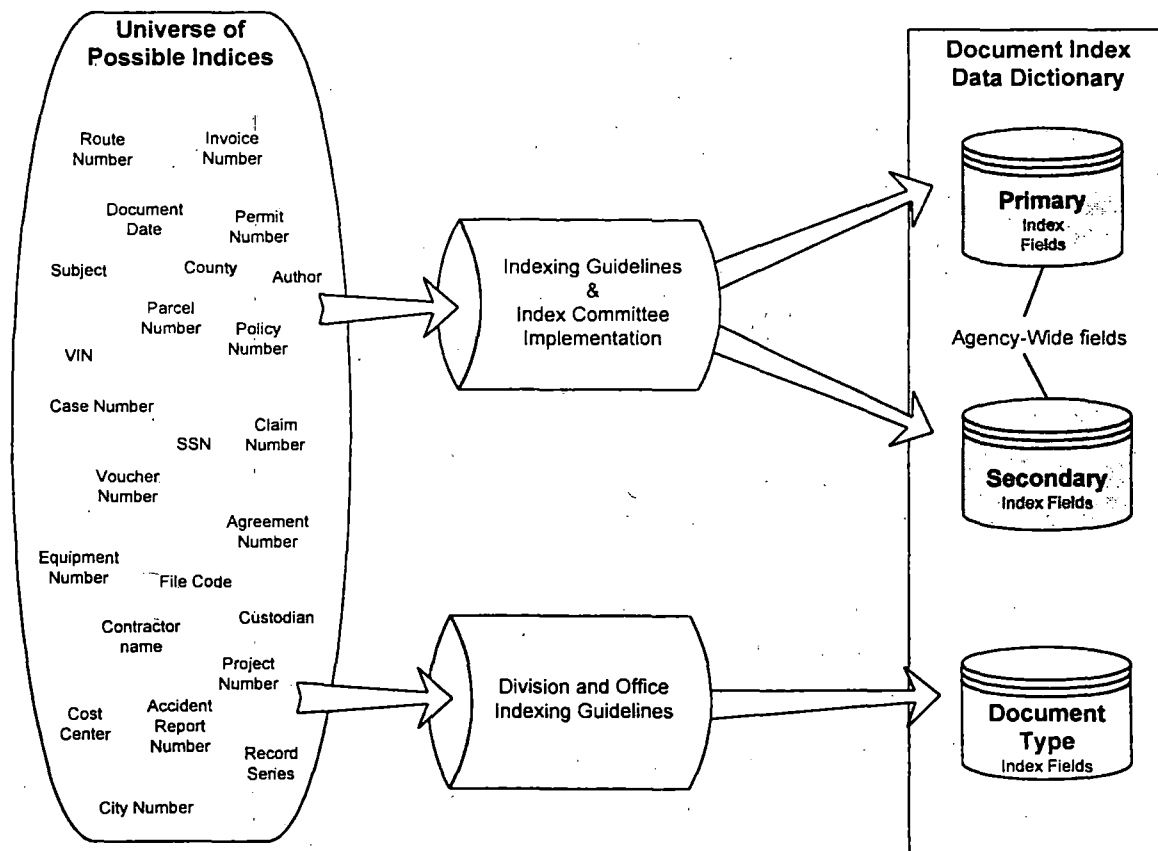 Universe of
Possible Indices
Route
Number
Invoice
Number
Document
Date
Permit
Number
Subject
County
Author
Parcel
Number
Policy
Number
VIN
Case Number
SSN
Claim
Number
Voucher
Number
Agreement
Number
Equipment
Number
File Code
Custodian
Contractor
name
Project
Number
Cost
Center
Accident
Report
Number
Record
Series
City Number
Indexing Guidelines
&
Index Committee
Implementation
Division and Office
Indexing Guidelines
Document Index
Data Dictionary
Primary
Index
Fields
Agency-Wide fields
Secondary
Index Fields
Document
Type
Index Fields